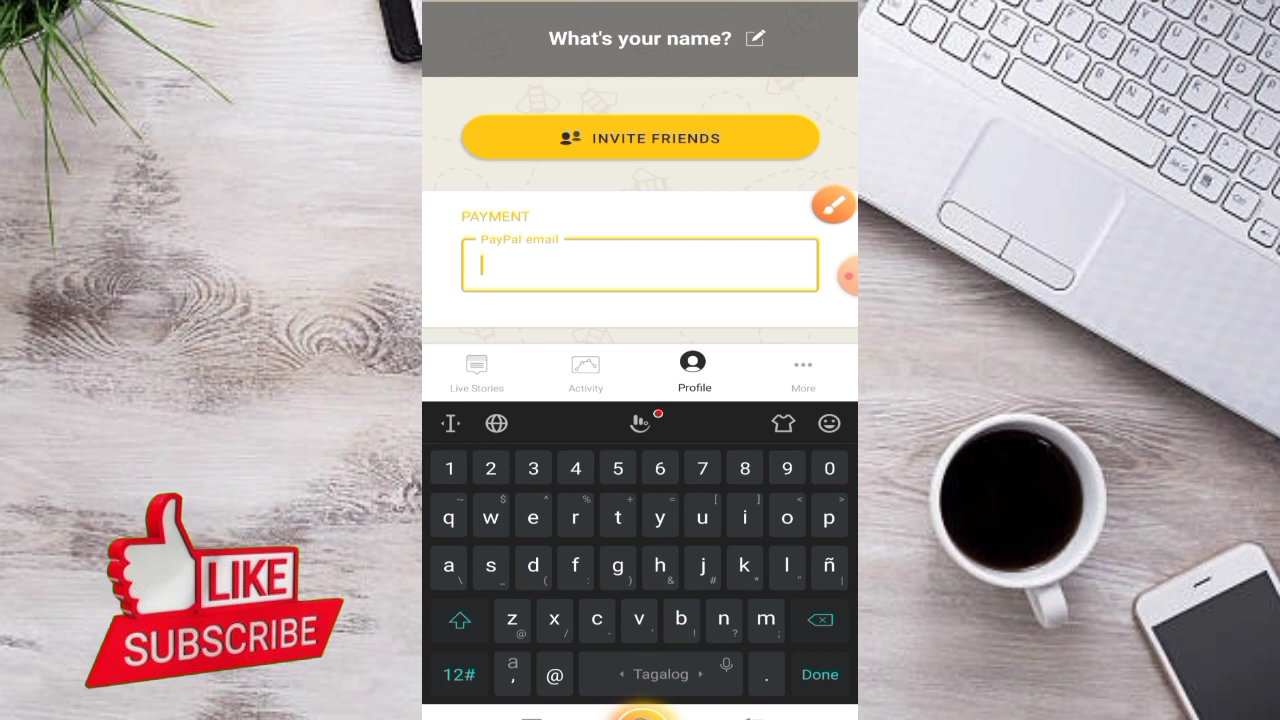 What's your name?
INVITE FRIENDS
PAYMENT
PayPal email
Live Stories
Activity
Profile
More
1 2 3 4 5 6 7 8 9 0
~ $ ^ % + = [ ] < >
q w e r t y u i o p
a s d f g h j k l ñ
\ _ ( : ) & # * " |
z x c v b n m
@ / - ' ! ? ;
12# a , @ Tagalog . Done
LIKE
SUBSCRIBE